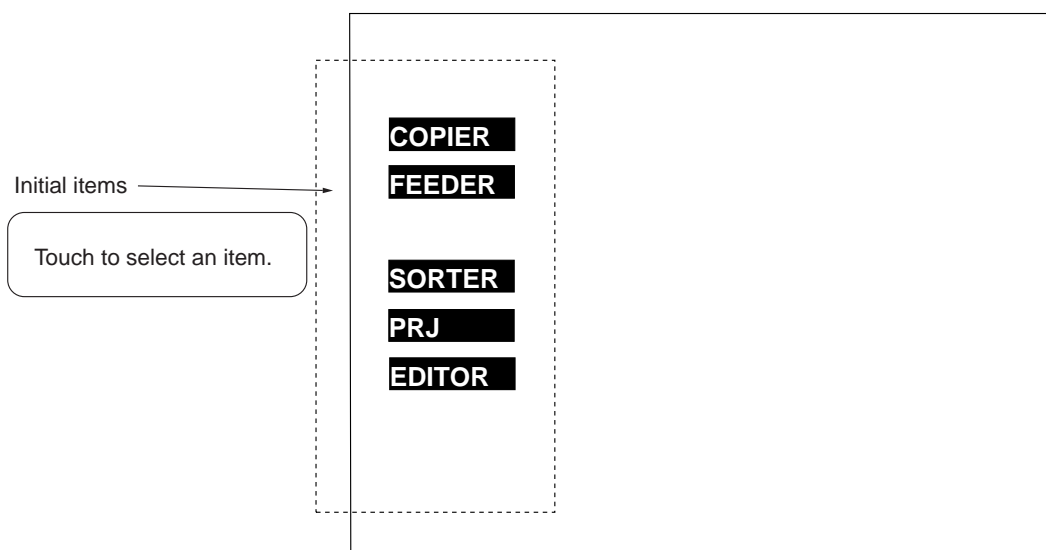 COPIER
FEEDER
Initial items
Touch to select an item.
SORTER
PRJ
EDITOR